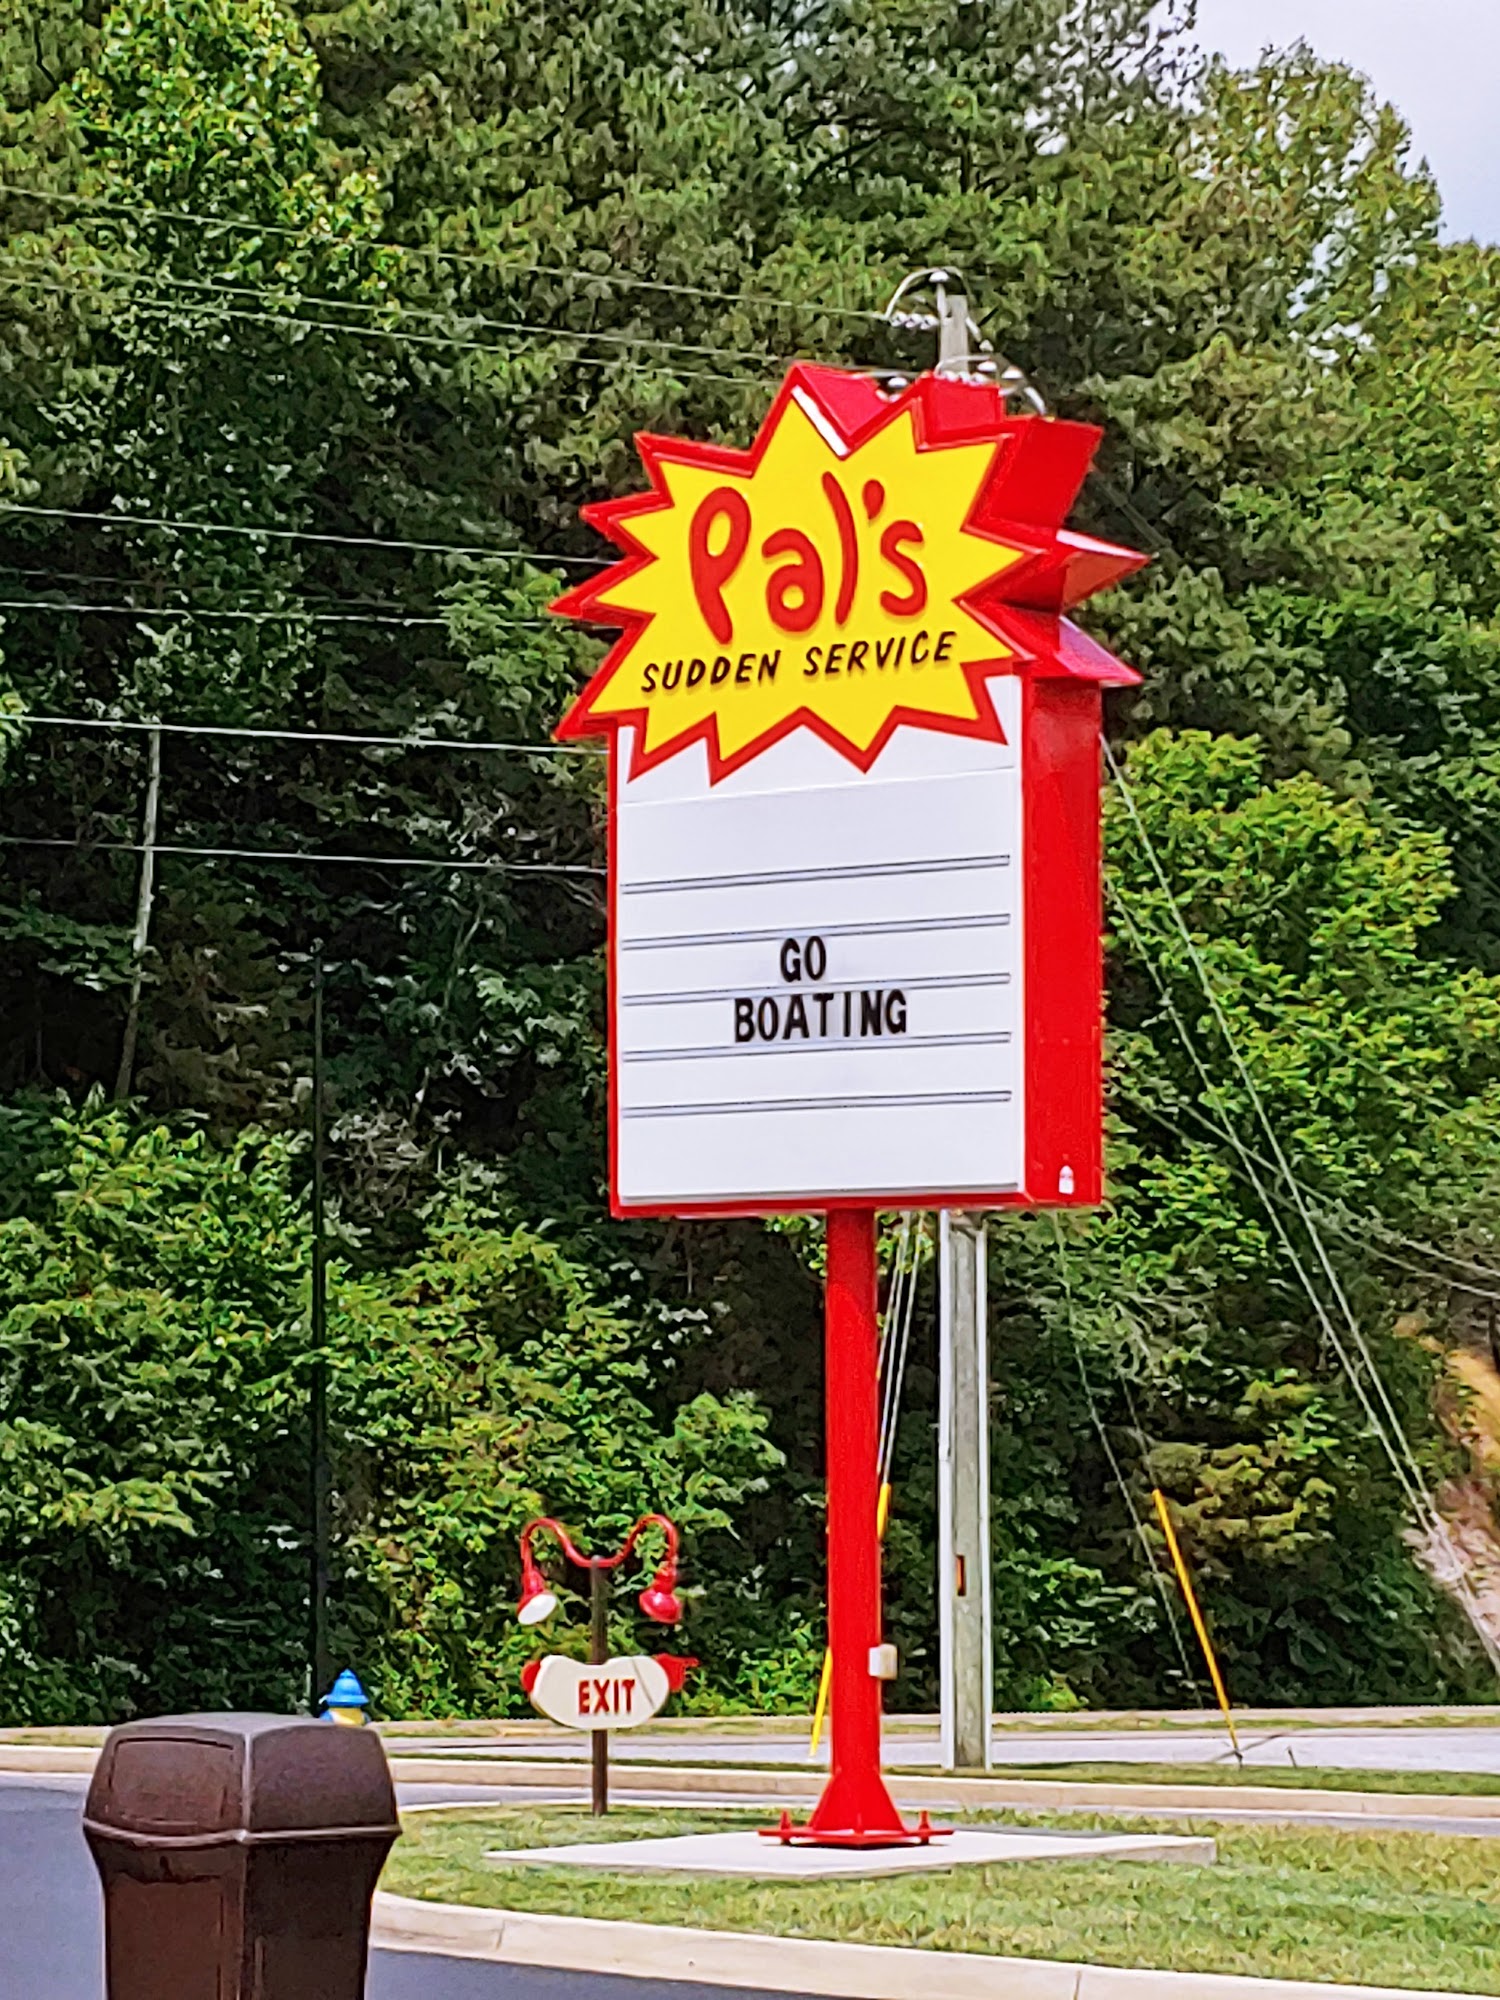 Pal's
SUDDEN SERVICE
GO
BOATING
EXIT